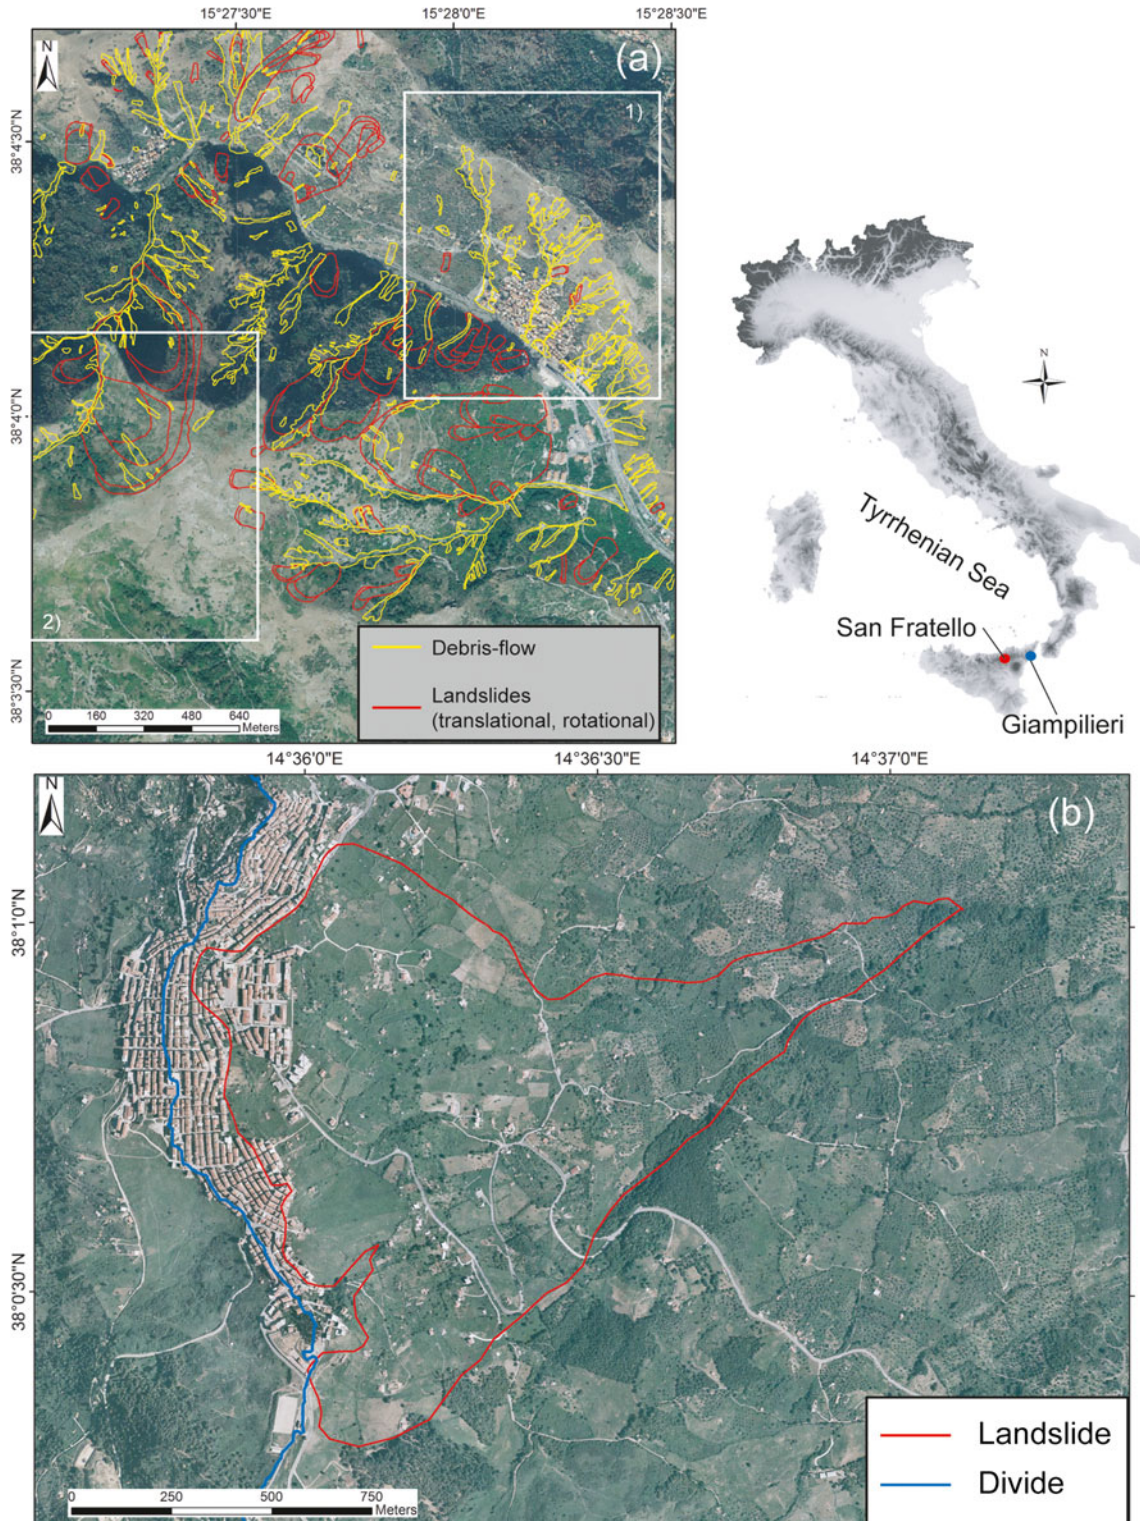 15°27'30"E
15°28'0"E
15°28'30"E
N
(a)
1)
38°4'30"N
38°4'0"N
2)
Debris-flow
Landslides
(translational, rotational)
38°3'30"N
0 160 320 480 640
Meters
N
Tyrrhenian Sea
San Fratello
Giampilieri
14°36'0"E
14°36'30"E
14°37'0"E
N
(b)
38°1'0"N
38°0'30"N
Landslide
Divide
0 250 500 750
Meters